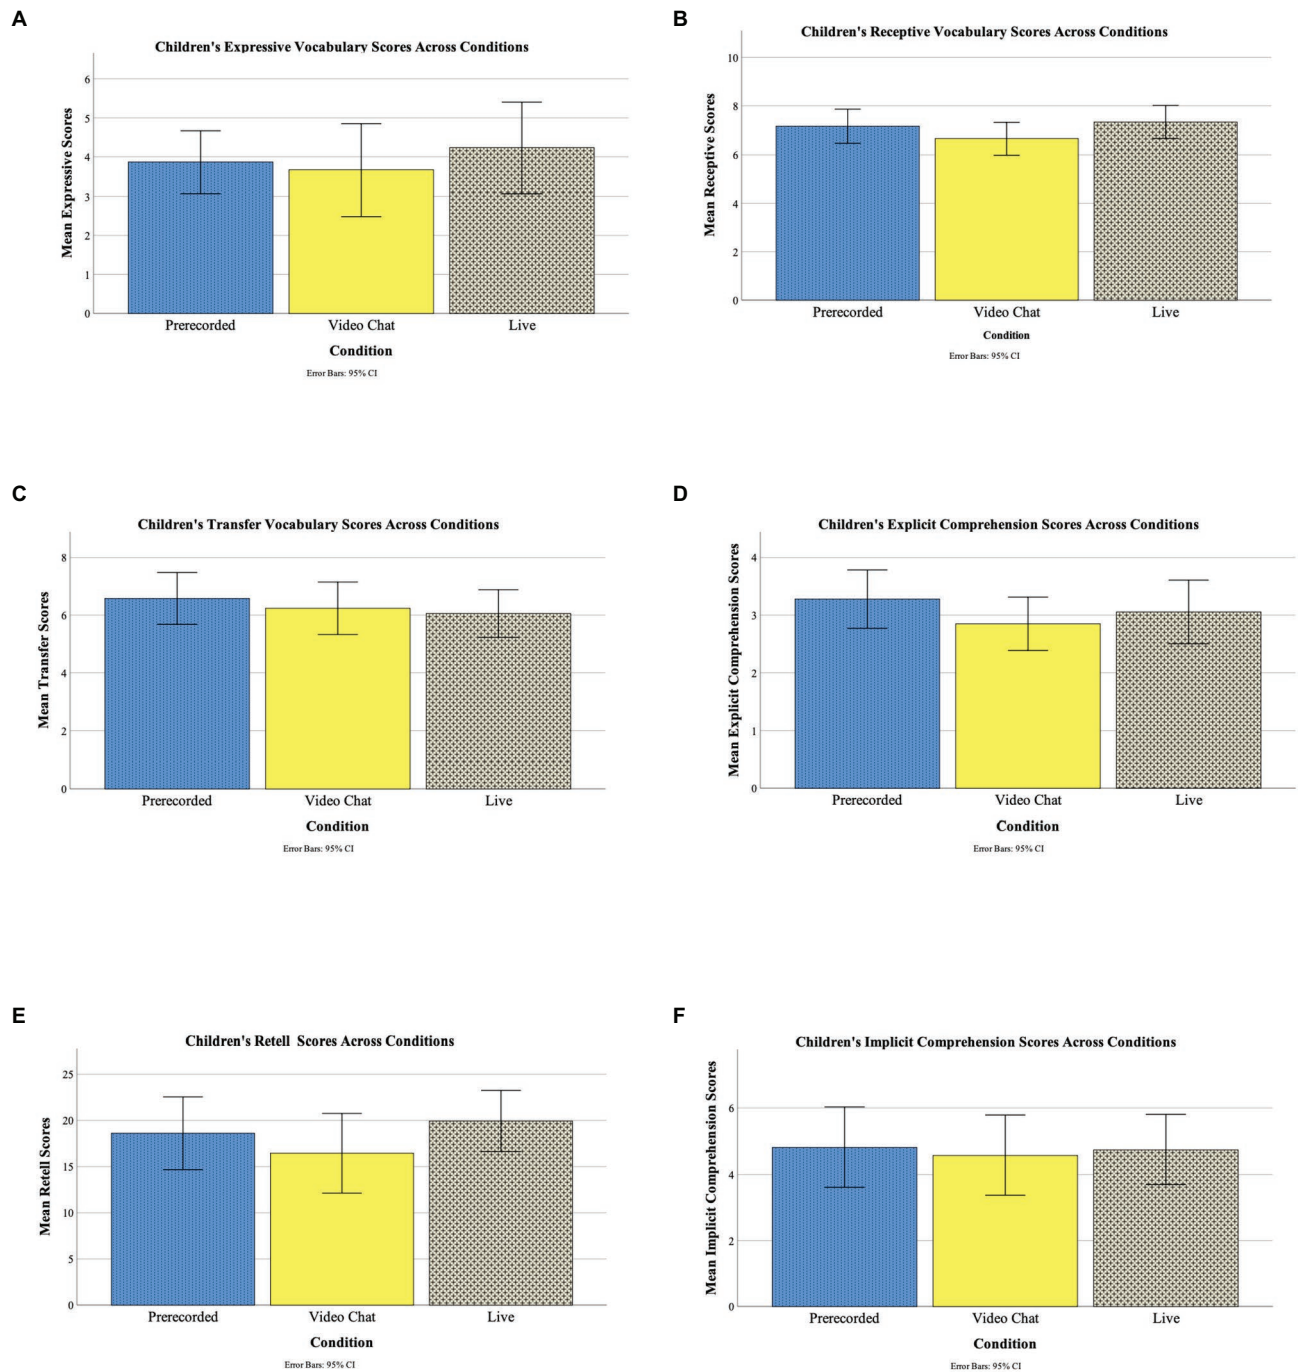 A
Children's Expressive Vocabulary Scores Across Conditions
Mean Expressive Scores
6
5
4
3
2
1
0
Prerecorded
Video Chat
Live
Condition
Error Bars: 95% CI
B
Children's Receptive Vocabulary Scores Across Conditions
Mean Receptive Scores
10
8
6
4
2
0
Prerecorded
Video Chat
Live
Condition
Error Bars: 95% CI
C
Children's Transfer Vocabulary Scores Across Conditions
Mean Transfer Scores
8
6
4
2
0
Prerecorded
Video Chat
Live
Condition
Error Bars: 95% CI
D
Children's Explicit Comprehension Scores Across Conditions
Mean Explicit Comprehension Scores
4
3
2
1
0
Prerecorded
Video Chat
Live
Condition
Error Bars: 95% CI
E
Children's Retell Scores Across Conditions
Mean Retell Scores
25
20
15
10
5
0
Prerecorded
Video Chat
Live
Condition
Error Bars: 95% CI
F
Children's Implicit Comprehension Scores Across Conditions
Mean Implicit Comprehension Scores
6
4
2
0
Prerecorded
Video Chat
Live
Condition
Error Bars: 95% CI